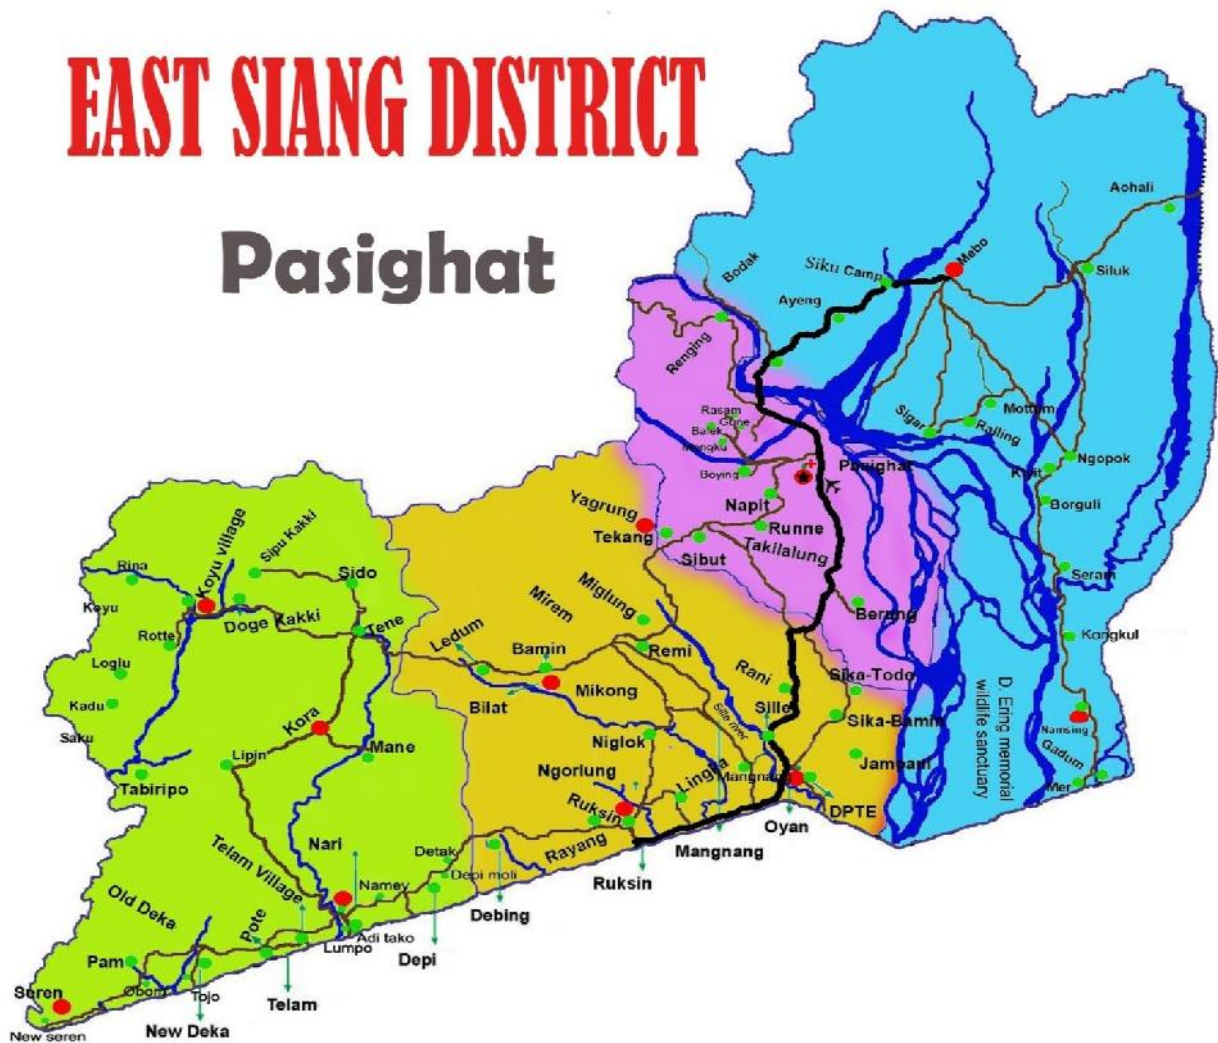 EAST SIANG DISTRICT
Pasighat
Aohali
Mebo
Siluk
Siku Camp
Bodak
Ayeng
Renging
Rasam
Gune
Balek
Mongku
Boying
Sigar
Mottum
Ralling
Ngopok
Kiyit
Borguli
Pasighat
Napit
Runne
Takilalung
Yagrung
Tekang
Sibut
Seram
Berung
Kongkul
Miglung
Mirem
Remi
Rani
Sika-Todo
Sika-Bamin
Sille
Sille river
Jampani
DPTE
Oyan
D. Ering memorial
wildlife sanctuary
Namsing
Gadum
Mer
Koyu village
Sipu Kakki
Sido
Rina
Koyu
Doge Kakki
Tene
Rotte
Loglu
Kadu
Saku
Tabiripo
Kora
Lipin
Mane
Ledum
Bamin
Mikong
Bilat
Niglok
Ngorlung
Lingka
Mangnang
Ruksin
Rayang
Mangnang
Ruksin
Nari
Telam Village
Detak
Depi moli
Namey
Debing
Old Deka
Pote
Lumpo
Adi tako
Depi
Pam
Obom
Tojo
Telam
New Deka
Seren
New seren